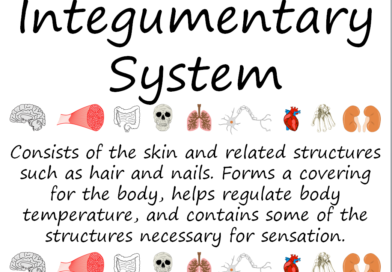 Integumentary
System
Consists of the skin and related structures
such as hair and nails. Forms a covering
for the body, helps regulate body
temperature, and contains some of the
structures necessary for sensation.